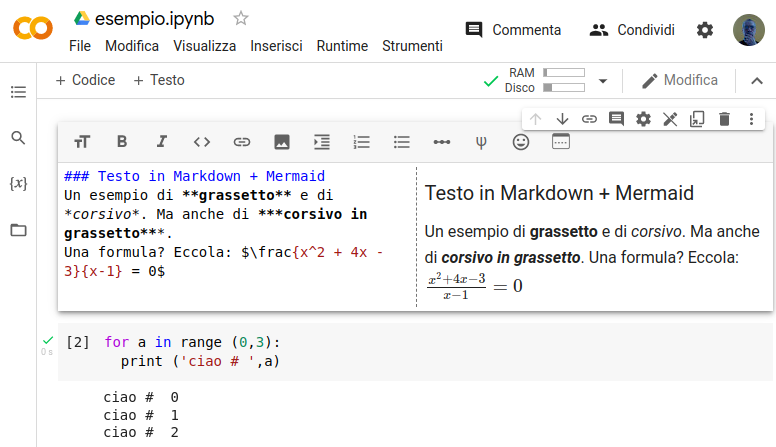 esempio.ipynb
File Modifica Visualizza Inserisci Runtime Strumenti
Commenta
Condividi
+ Codice + Testo
RAM
Disco
Modifica
{x}
### Testo in Markdown + Mermaid
Un esempio di **grassetto** e di
*corsivo*. Ma anche di ***corsivo in
grassetto***.
Una formula? Eccola: $\frac{x^2 + 4x -
3}{x-1} = 0$
Testo in Markdown + Mermaid
Un esempio di grassetto e di corsivo. Ma anche
di corsivo in grassetto. Una formula? Eccola:
x²+4x−3
x−1
= 0
[2] for a in range (0,3):
print ('ciao # ',a)
0 s
ciao # 0
ciao # 1
ciao # 2